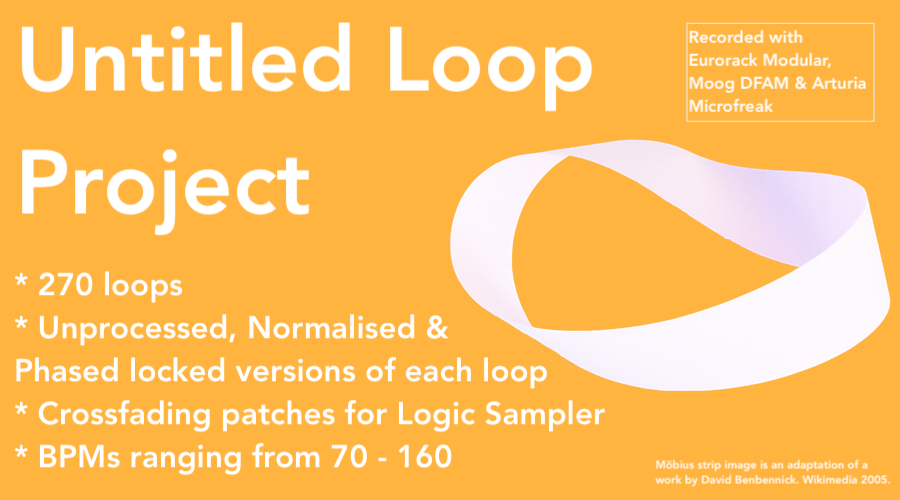 Untitled Loop
Project
Recorded with
Eurorack Modular,
Moog DFAM & Arturia
Microfreak
* 270 loops
* Unprocessed, Normalised &
Phased locked versions of each loop
* Crossfading patches for Logic Sampler
* BPMs ranging from 70 - 160
Möbius strip image is an adaptation of a
work by David Benbennick. Wikimedia 2005.